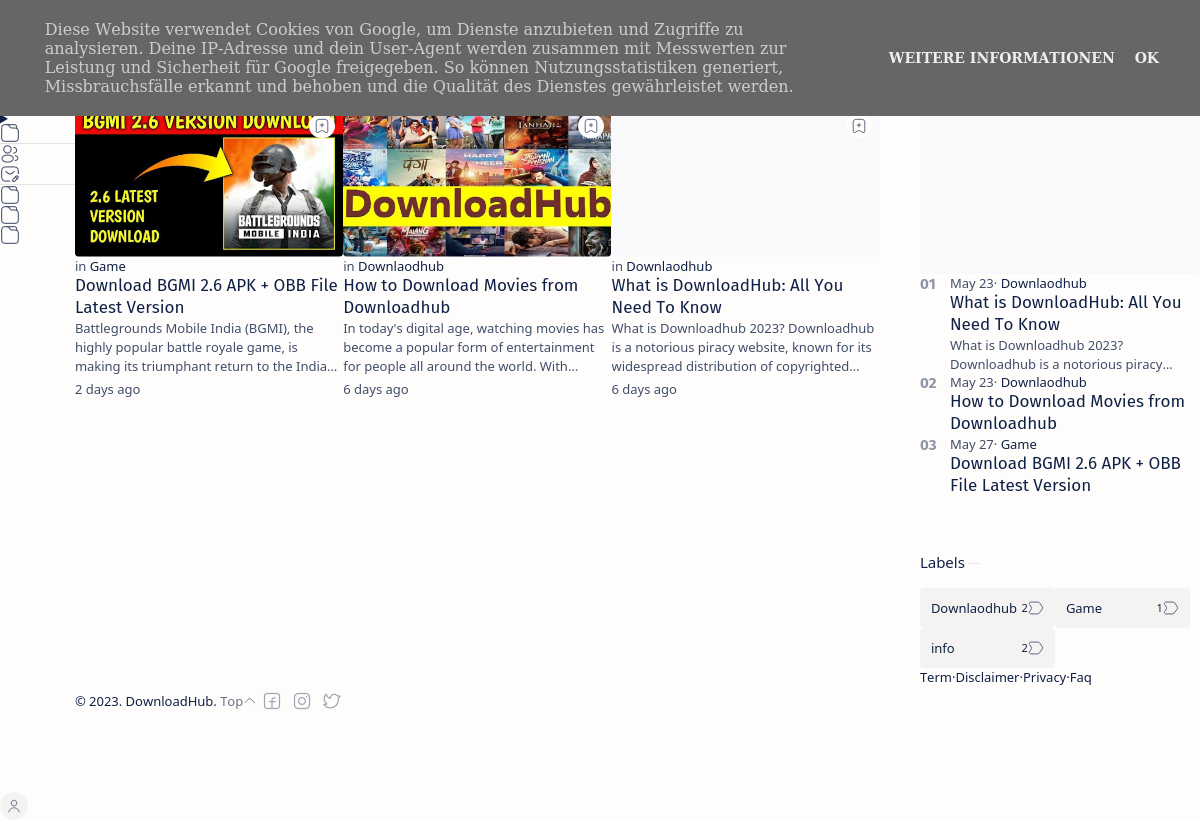 Diese Website verwendet Cookies von Google, um Dienste anzubieten und Zugriffe zu
analysieren. Deine IP-Adresse und dein User-Agent werden zusammen mit Messwerten zur
Leistung und Sicherheit für Google freigegeben. So können Nutzungsstatistiken generiert,
Missbrauchsfälle erkannt und behoben und die Qualität des Dienstes gewährleistet werden.
WEITERE INFORMATIONEN OK
BGMI 2.6 VERSION DOWNLO
2.6 LATEST
VERSION
DOWNLOAD
BATTLEGROUNDS
MOBILE INDIA
in Game
Download BGMI 2.6 APK + OBB File
Latest Version
Battlegrounds Mobile India (BGMI), the
highly popular battle royale game, is
making its triumphant return to the India…
2 days ago
TANHAJI
पंगा
HAPPY
MALANG
DownloadHub
in Downlaodhub
How to Download Movies from
Downloadhub
In today's digital age, watching movies has
become a popular form of entertainment
for people all around the world. With…
6 days ago
in Downlaodhub
What is DownloadHub: All You
Need To Know
What is Downloadhub 2023? Downloadhub
is a notorious piracy website, known for its
widespread distribution of copyrighted…
6 days ago
01 May 23· Downlaodhub
What is DownloadHub: All You
Need To Know
What is Downloadhub 2023?
Downloadhub is a notorious piracy…
02 May 23· Downlaodhub
How to Download Movies from
Downloadhub
03 May 27· Game
Download BGMI 2.6 APK + OBB
File Latest Version
Labels
Downlaodhub 2
Game 1
info 2
Term·Disclaimer·Privacy·Faq
© 2023. DownloadHub. Top